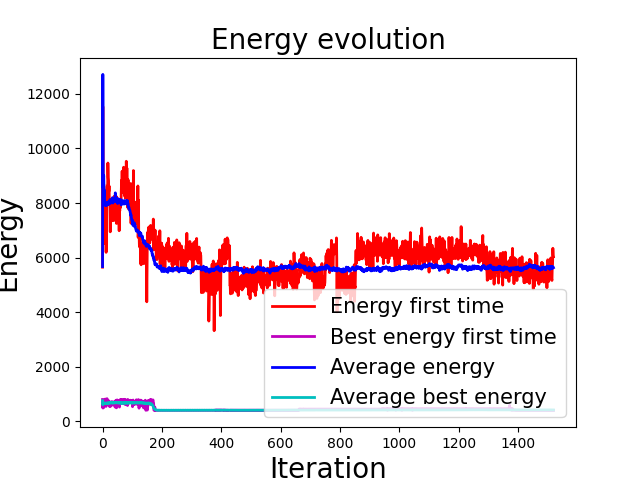 Energy evolution
Energy
12000
10000
8000
6000
4000
2000
0
Energy first time
Best energy first time
Average energy
Average best energy
0 200 400 600 800 1000 1200 1400
Iteration